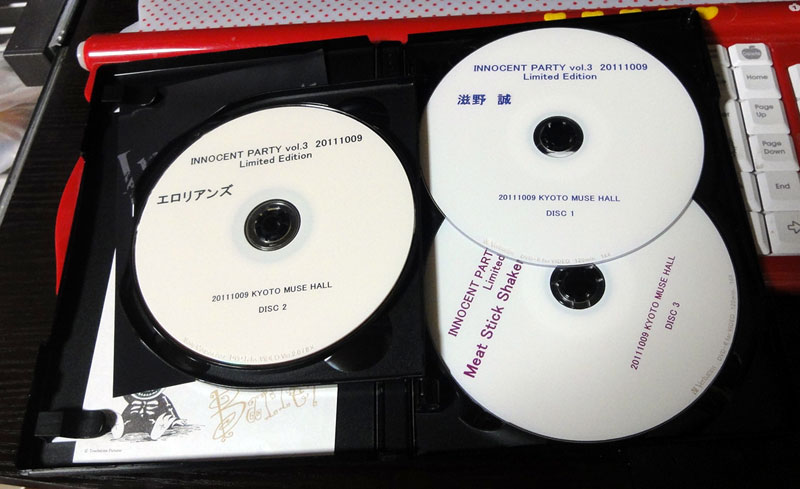 INNOCENT PARTY vol.3 20111009
Limited Edition
エロリアンズ
20111009 KYOTO MUSE HALL
DISC 2
INNOCENT PARTY vol.3 20111009
Limited Edition
滋野 誠
20111009 KYOTO MUSE HALL
DISC 1
INNOCENT PART
Limited
Meat Stick Shake
20111009 KYOTO MUSE HALL
DISC 3
Home
Page
Up
Page
Down
End